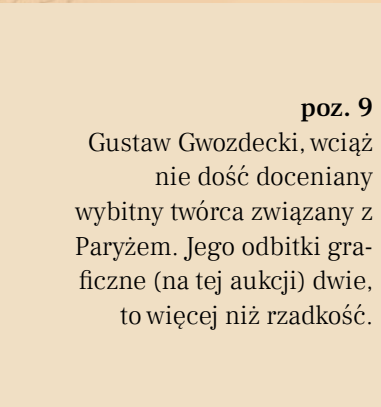 poz. 9
Gustaw Gwozdecki, wciąż
nie dość doceniany
wybitny twórca związany z
Paryżem. Jego odbitki gra-
ficzne (na tej aukcji) dwie,
to więcej niż rzadkość.